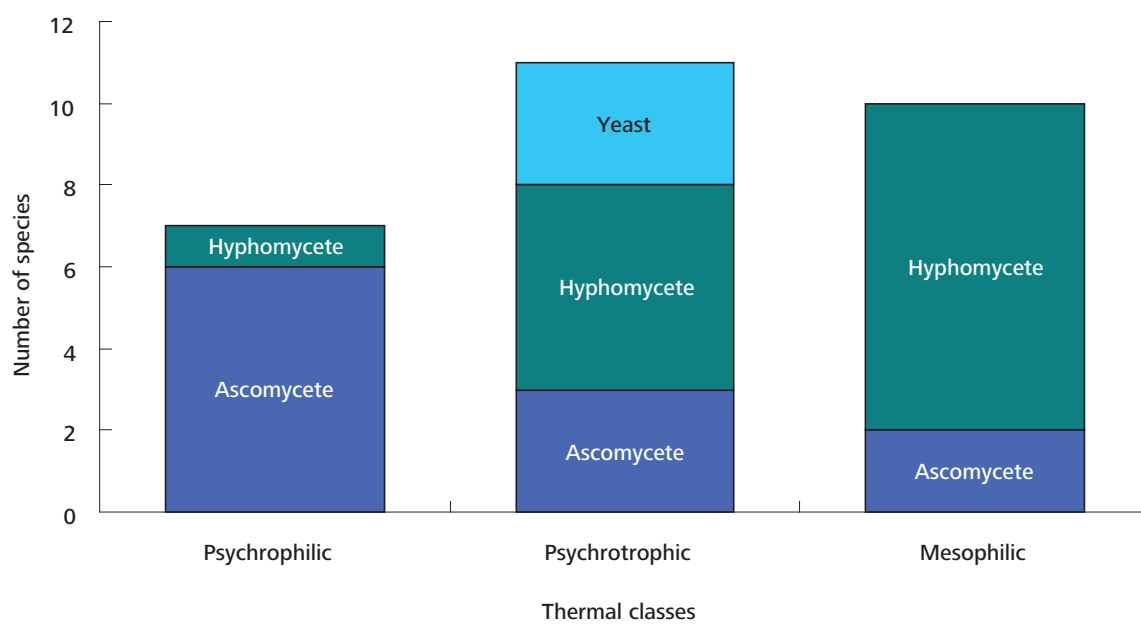 12
10
8
6
4
2
0
Number of species
Yeast
Hyphomycete
Hyphomycete
Hyphomycete
Ascomycete
Ascomycete
Ascomycete
Psychrophilic
Psychrotrophic
Mesophilic
Thermal classes